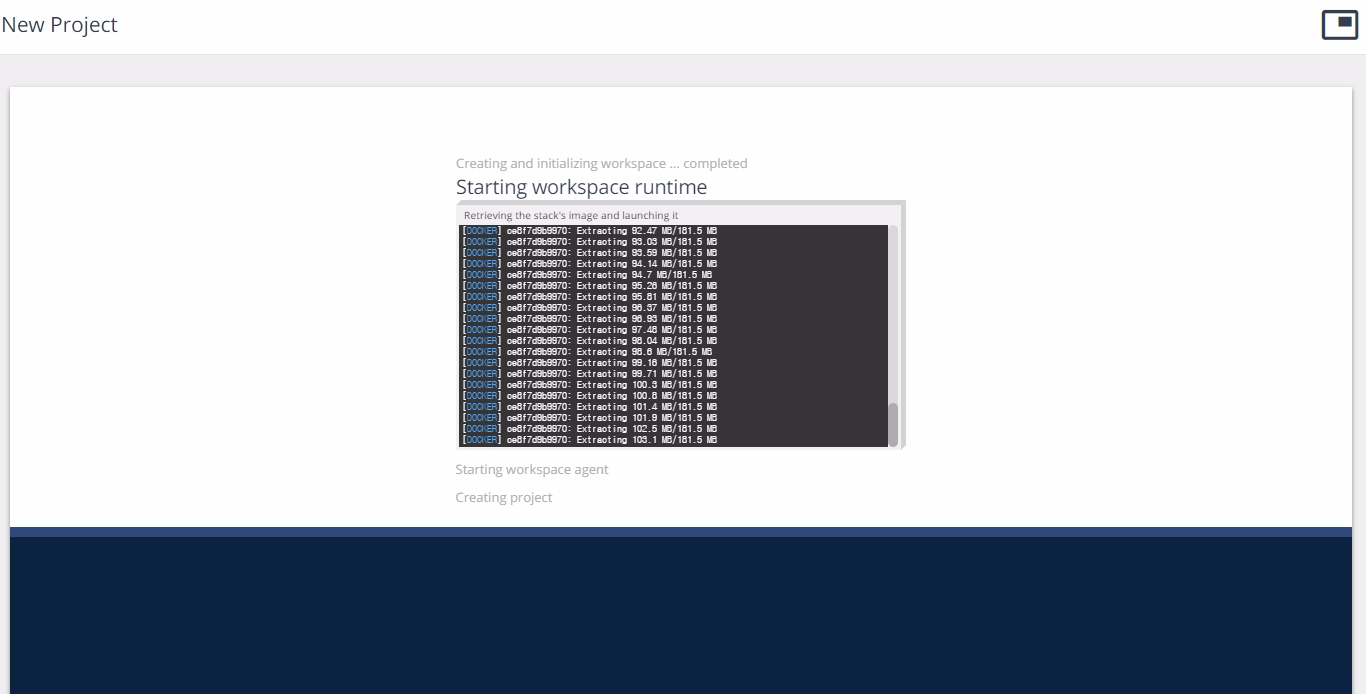 New Project
Creating and initializing workspace ... completed
Starting workspace runtime
Retrieving the stack's image and launching it
[DOCKER] ce8f7d9b9970: Extracting 92.47 MB/181.5 MB
[DOCKER] ce8f7d9b9970: Extracting 93.03 MB/181.5 MB
[DOCKER] ce8f7d9b9970: Extracting 93.59 MB/181.5 MB
[DOCKER] ce8f7d9b9970: Extracting 94.14 MB/181.5 MB
[DOCKER] ce8f7d9b9970: Extracting 94.7 MB/181.5 MB
[DOCKER] ce8f7d9b9970: Extracting 95.26 MB/181.5 MB
[DOCKER] ce8f7d9b9970: Extracting 95.81 MB/181.5 MB
[DOCKER] ce8f7d9b9970: Extracting 96.37 MB/181.5 MB
[DOCKER] ce8f7d9b9970: Extracting 96.93 MB/181.5 MB
[DOCKER] ce8f7d9b9970: Extracting 97.48 MB/181.5 MB
[DOCKER] ce8f7d9b9970: Extracting 98.04 MB/181.5 MB
[DOCKER] ce8f7d9b9970: Extracting 98.6 MB/181.5 MB
[DOCKER] ce8f7d9b9970: Extracting 99.16 MB/181.5 MB
[DOCKER] ce8f7d9b9970: Extracting 99.71 MB/181.5 MB
[DOCKER] ce8f7d9b9970: Extracting 100.3 MB/181.5 MB
[DOCKER] ce8f7d9b9970: Extracting 100.8 MB/181.5 MB
[DOCKER] ce8f7d9b9970: Extracting 101.4 MB/181.5 MB
[DOCKER] ce8f7d9b9970: Extracting 101.9 MB/181.5 MB
[DOCKER] ce8f7d9b9970: Extracting 102.5 MB/181.5 MB
[DOCKER] ce8f7d9b9970: Extracting 103.1 MB/181.5 MB
Starting workspace agent
Creating project